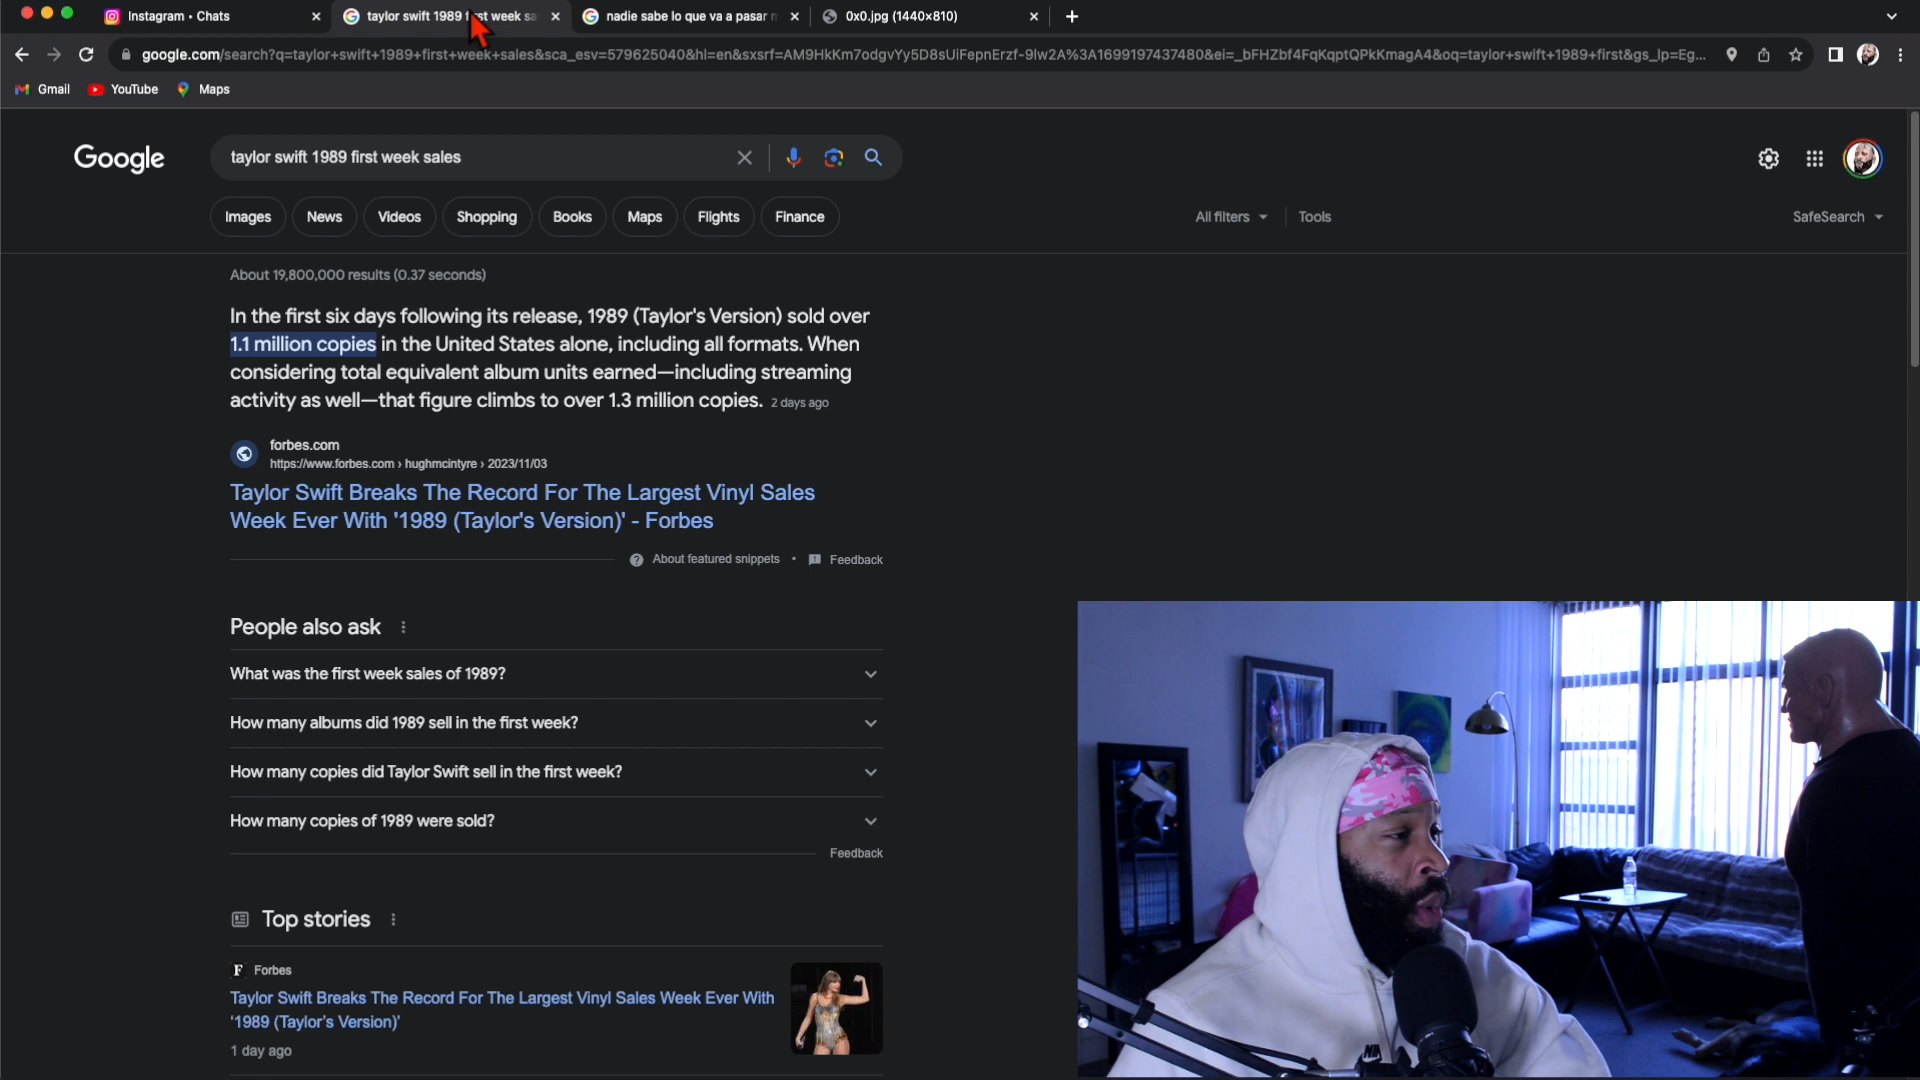 Instagram • Chats
taylor swift 1989 first week sa
nadie sabe lo que va a pasar
0x0.jpg (1440×810)
google.com/search?q=taylor+swift+1989+first+week+sales&sca_esv=579625040&hl=en&sxsrf=AM9HkKm7odgvYy5D8sUiFepnErzf-9lw2A%3A1699197437480&ei=_bFHZbf4FqKqptQPkKmagA4&oq=taylor+swift+1989+first&gs_lp=Eg...
Gmail
YouTube
Maps
Google
taylor swift 1989 first week sales
Images
News
Videos
Shopping
Books
Maps
Flights
Finance
All filters
Tools
SafeSearch
About 19,800,000 results (0.37 seconds)
In the first six days following its release, 1989 (Taylor's Version) sold over
1.1 million copies in the United States alone, including all formats. When
considering total equivalent album units earned—including streaming
activity as well—that figure climbs to over 1.3 million copies. 2 days ago
forbes.com
https://www.forbes.com › hughmcintyre › 2023/11/03
Taylor Swift Breaks The Record For The Largest Vinyl Sales
Week Ever With '1989 (Taylor's Version)' - Forbes
About featured snippets • Feedback
People also ask
What was the first week sales of 1989?
How many albums did 1989 sell in the first week?
How many copies did Taylor Swift sell in the first week?
How many copies of 1989 were sold?
Feedback
Top stories
F Forbes
Taylor Swift Breaks The Record For The Largest Vinyl Sales Week Ever With
‘1989 (Taylor’s Version)’
1 day ago